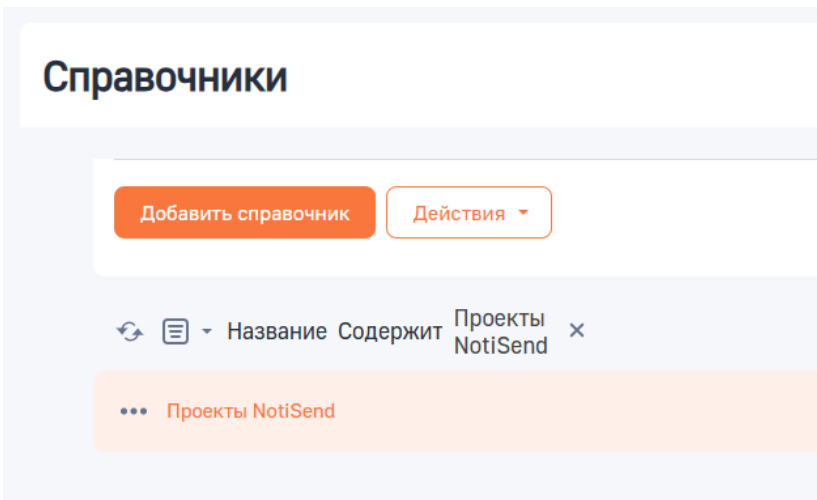 Справочники
Добавить справочник Действия
Название Содержит Проекты
NotiSend
Проекты NotiSend